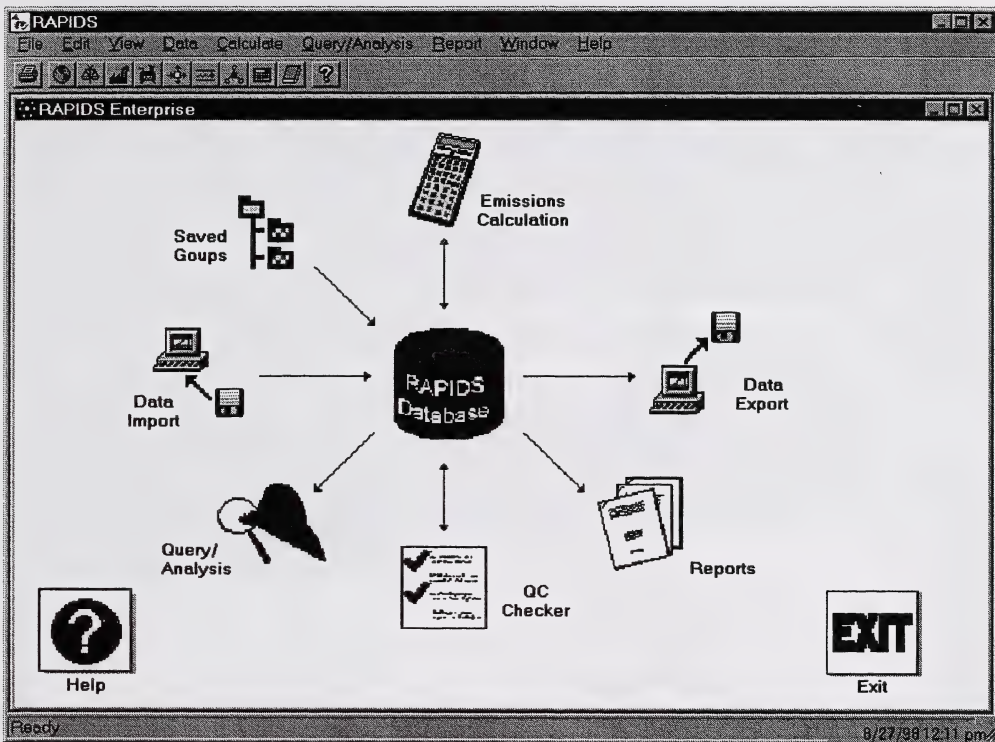 RAPIDS
File Edit View Data Calculate Query/Analysis Report Window Help
RAPIDS Enterprise
Emissions
Calculation
Saved
Goups
Data
Import
RAPIDS
Database
Data
Export
Query/
Analysis
QC
Checker
Reports
Help
EXIT
Exit
Ready
8/27/98 12:11 pm